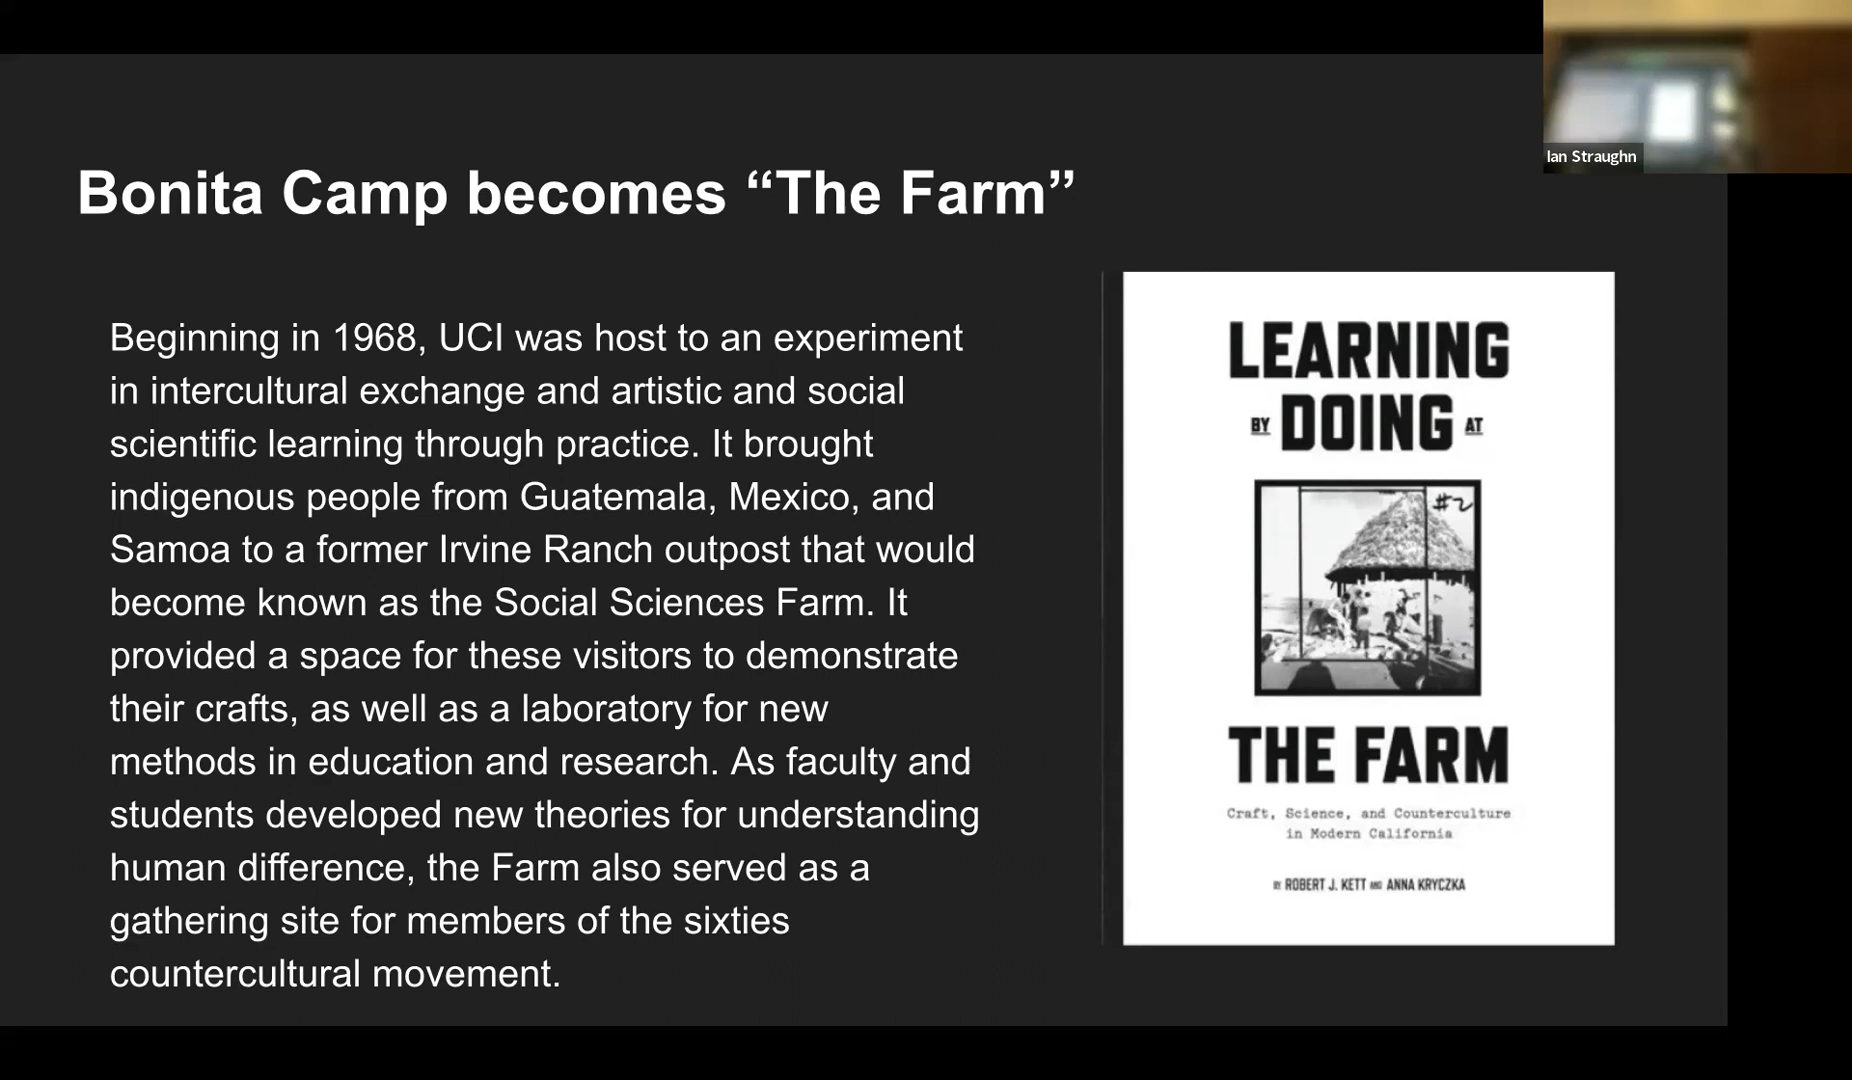 Ian Straughn
Bonita Camp becomes “The Farm”
Beginning in 1968, UCI was host to an experiment
in intercultural exchange and artistic and social
scientific learning through practice. It brought
indigenous people from Guatemala, Mexico, and
Samoa to a former Irvine Ranch outpost that would
become known as the Social Sciences Farm. It
provided a space for these visitors to demonstrate
their crafts, as well as a laboratory for new
methods in education and research. As faculty and
students developed new theories for understanding
human difference, the Farm also served as a
gathering site for members of the sixties
countercultural movement.
LEARNING
BY DOING AT
#2
THE FARM
Craft, Science, and Counterculture
in Modern California
BY ROBERT J. KETT AND ANNA KRYCZKA